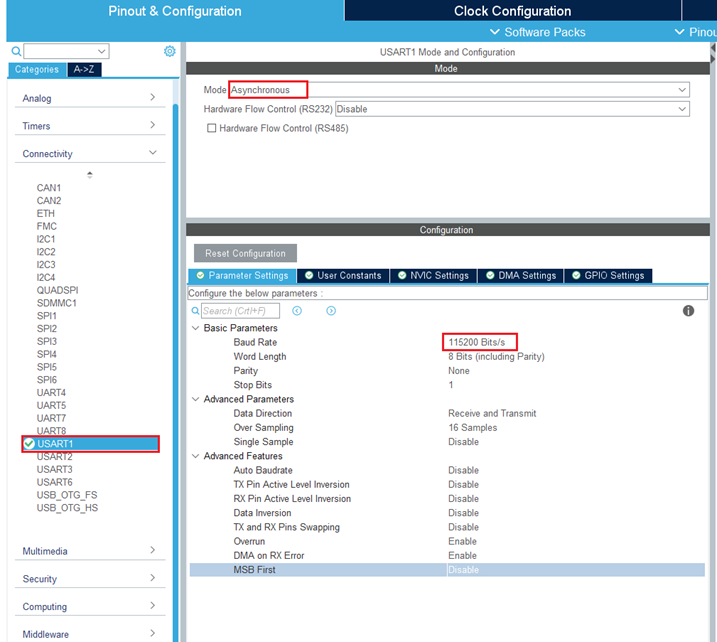 Pinout & Configuration
Clock Configuration
Software Packs
Pinou
USART1 Mode and Configuration
Categories
A->Z
Mode
Analog
Mode Asynchronous
Hardware Flow Control (RS232) Disable
Timers
Hardware Flow Control (RS485)
Connectivity
CAN1
CAN2
ETH
FMC
I2C1
I2C2
I2C3
I2C4
QUADSPI
SDMMC1
SPI1
SPI2
SPI3
SPI4
SPI5
SPI6
UART4
UART5
UART7
UART8
USART1
USART2
USART3
USART6
USB_OTG_FS
USB_OTG_HS
Multimedia
Security
Computing
Middleware
Configuration
Reset Configuration
Parameter Settings
User Constants
NVIC Settings
DMA Settings
GPIO Settings
Configure the below parameters :
Search (Crtl+F)
Basic Parameters
Baud Rate 115200 Bits/s
Word Length 8 Bits (including Parity)
Parity None
Stop Bits 1
Advanced Parameters
Data Direction Receive and Transmit
Over Sampling 16 Samples
Single Sample Disable
Advanced Features
Auto Baudrate Disable
TX Pin Active Level Inversion Disable
RX Pin Active Level Inversion Disable
Data Inversion Disable
TX and RX Pins Swapping Disable
Overrun Enable
DMA on RX Error Enable
MSB First Disable